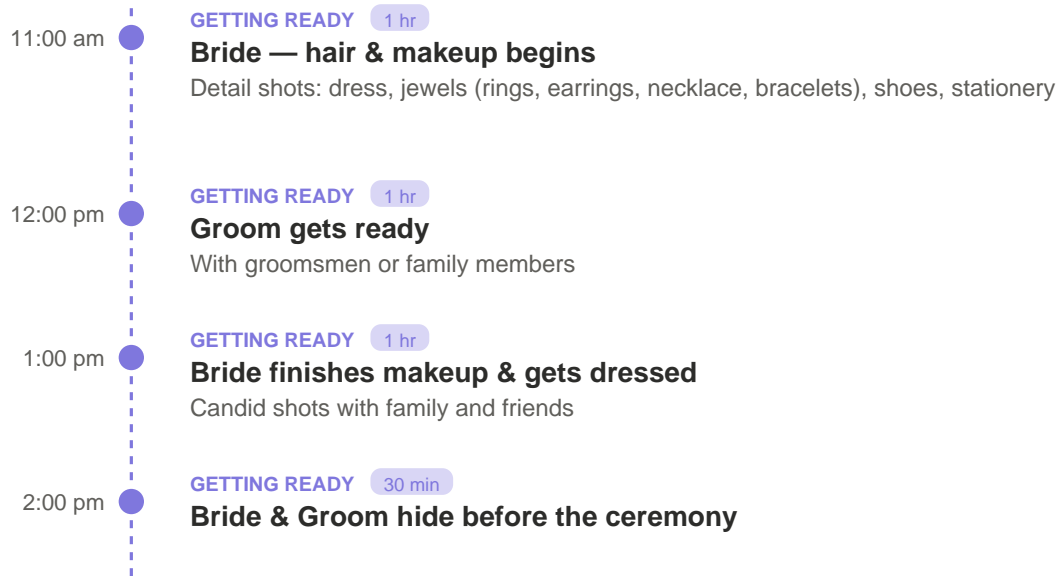 GETTING READY 1 hr
11:00 am
Bride — hair & makeup begins
Detail shots: dress, jewels (rings, earrings, necklace, bracelets), shoes, stationery
GETTING READY 1 hr
12:00 pm
Groom gets ready
With groomsmen or family members
GETTING READY 1 hr
1:00 pm
Bride finishes makeup & gets dressed
Candid shots with family and friends
GETTING READY 30 min
2:00 pm
Bride & Groom hide before the ceremony